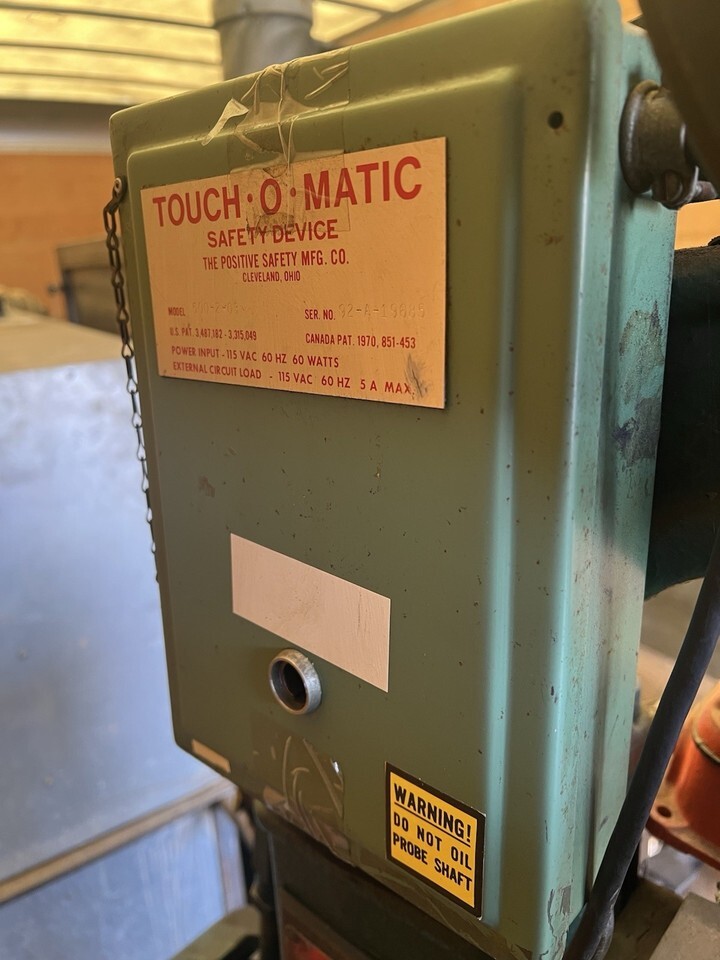 TOUCH·O·MATIC
SAFETY DEVICE
THE POSITIVE SAFETY MFG. CO.
CLEVELAND, OHIO
MODEL
SER. NO. 92-A-19686
U.S. PAT. 3,487,182 - 3,315,049
CANADA PAT. 1970, 851-453
POWER INPUT - 115 VAC 60 HZ 60 WATTS
EXTERNAL CIRCUIT LOAD - 115 VAC 60 HZ 5 A MAX.
WARNING!
DO NOT OIL
PROBE SHAFT